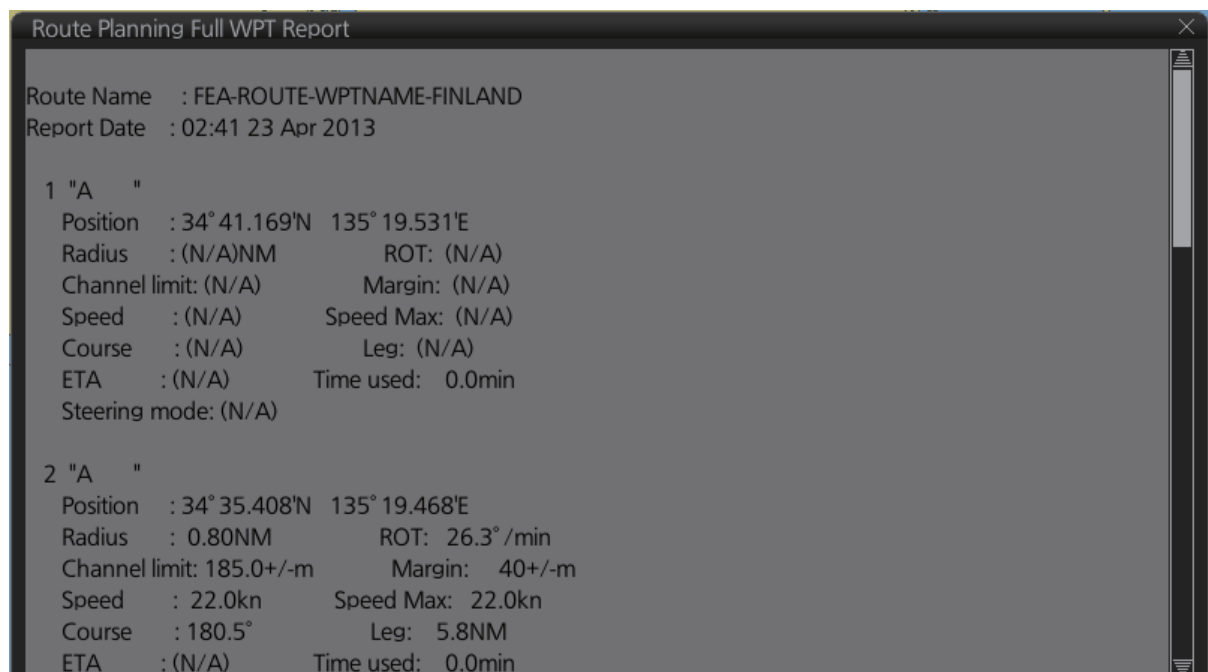 Route Planning Full WPT Report
Route Name : FEA-ROUTE-WPTNAME-FINLAND
Report Date : 02:41 23 Apr 2013
1 "A "
Position : 34°41.169'N 135°19.531'E
Radius : (N/A)NM ROT: (N/A)
Channel limit: (N/A) Margin: (N/A)
Speed : (N/A) Speed Max: (N/A)
Course : (N/A) Leg: (N/A)
ETA : (N/A) Time used: 0.0min
Steering mode: (N/A)
2 "A "
Position : 34°35.408'N 135°19.468'E
Radius : 0.80NM ROT: 26.3°/min
Channel limit: 185.0+/-m Margin: 40+/-m
Speed : 22.0kn Speed Max: 22.0kn
Course : 180.5° Leg: 5.8NM
ETA : (N/A) Time used: 0.0min